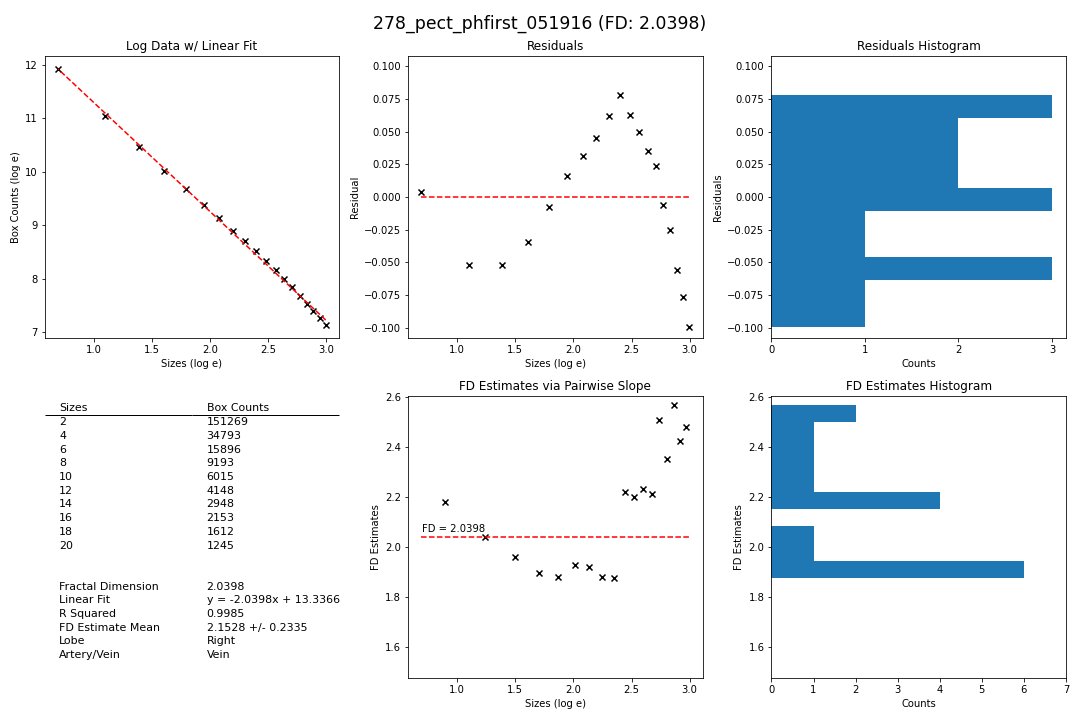 278_pect_phfirst_051916 (FD: 2.0398)
Log Data w/ Linear Fit
12
11
10
9
8
7
Box Counts (log e)
1.0 1.5 2.0 2.5 3.0
Sizes (log e)
Residuals
0.100
0.075
0.050
0.025
0.000
−0.025
−0.050
−0.075
−0.100
Residual
1.0 1.5 2.0 2.5 3.0
Sizes (log e)
Residuals Histogram
0.100
0.075
0.050
0.025
0.000
−0.025
−0.050
−0.075
−0.100
Residuals
0 1 2 3
Counts
Sizes Box Counts
2 151269
4 34793
6 15896
8 9193
10 6015
12 4148
14 2948
16 2153
18 1612
20 1245
Fractal Dimension 2.0398
Linear Fit y = -2.0398x + 13.3366
R Squared 0.9985
FD Estimate Mean 2.1528 +/- 0.2335
Lobe Right
Artery/Vein Vein
FD Estimates via Pairwise Slope
2.6
2.4
2.2
2.0
1.8
1.6
FD Estimates
FD = 2.0398
1.0 1.5 2.0 2.5 3.0
Sizes (log e)
FD Estimates Histogram
2.6
2.4
2.2
2.0
1.8
1.6
FD Estimates
0 1 2 3 4 5 6 7
Counts